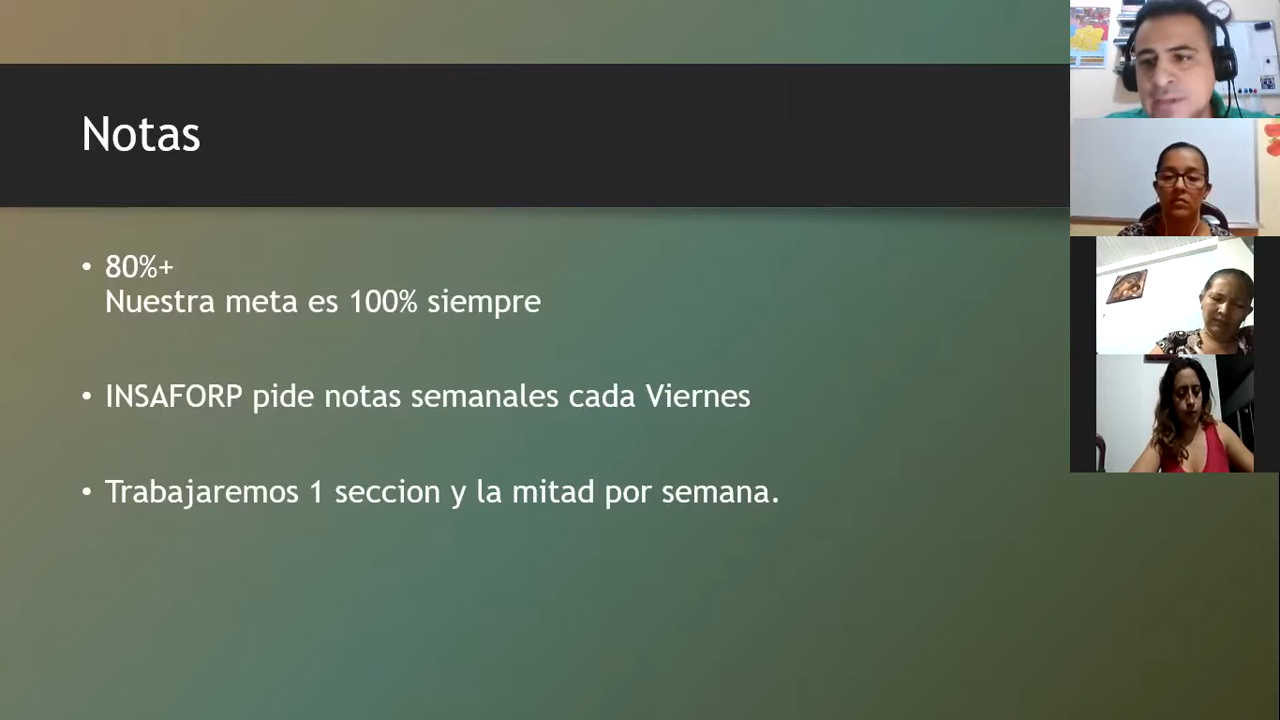 Notas
• 80%+
Nuestra meta es 100% siempre
• INSAFORP pide notas semanales cada Viernes
• Trabajaremos 1 seccion y la mitad por semana.